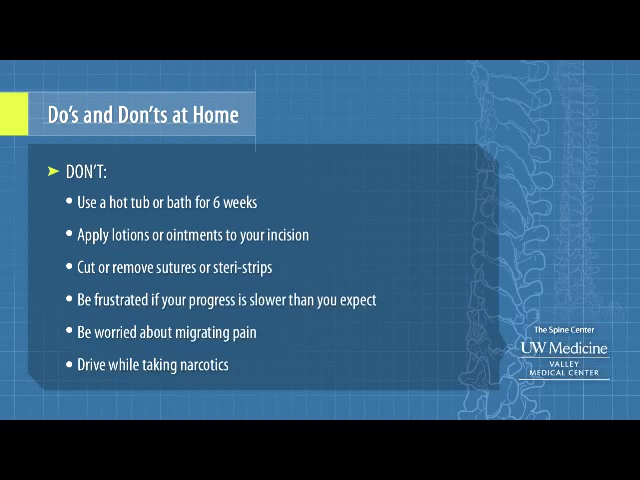 Do's and Don'ts at Home
➤ DON'T:
• Use a hot tub or bath for 6 weeks
• Apply lotions or ointments to your incision
• Cut or remove sutures or steri-strips
• Be frustrated if your progress is slower than you expect
• Be worried about migrating pain
• Drive while taking narcotics
The Spine Center
UW Medicine
VALLEY
MEDICAL CENTER